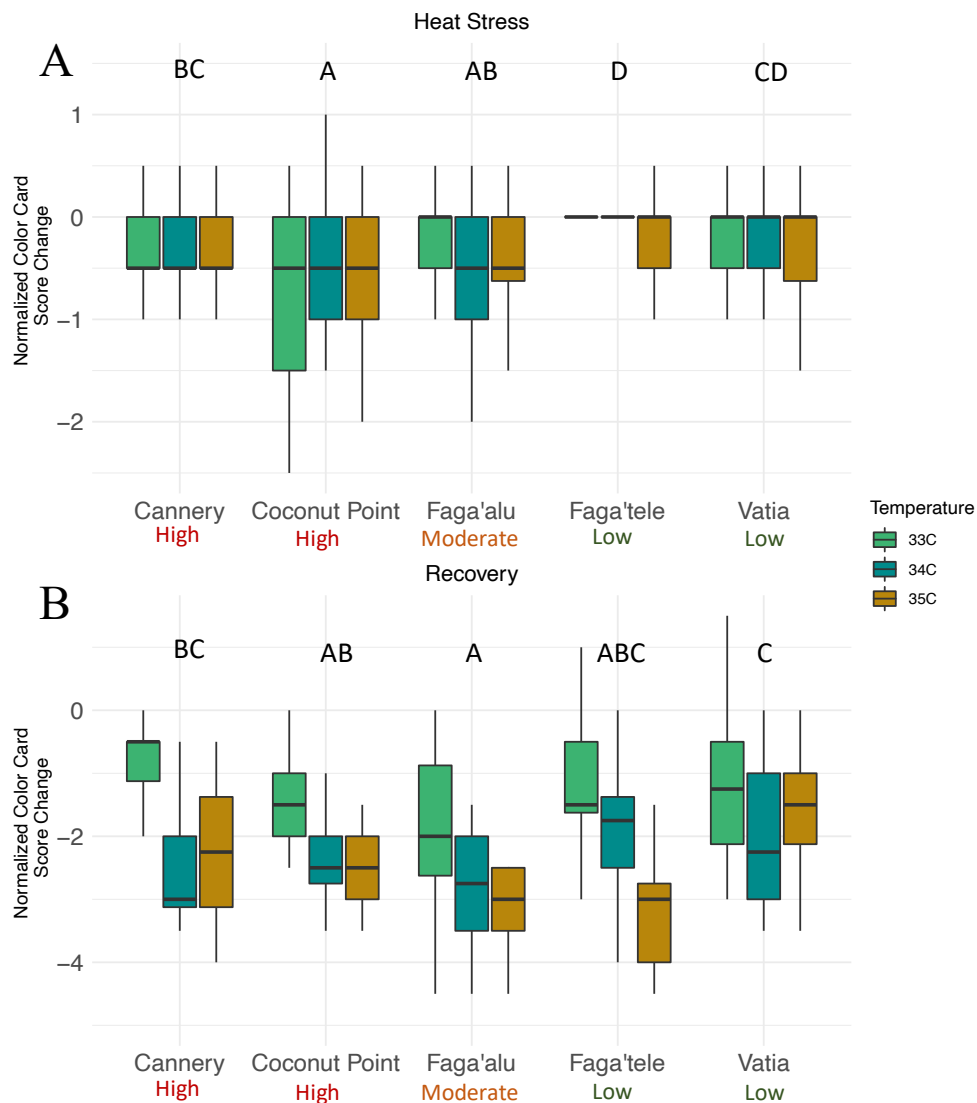 Heat Stress
A
BC A AB D CD
1
0
−1
−2
Normalized Color Card
Score Change
Cannery Coconut Point Faga'alu Faga'tele Vatia
High High Moderate Low Low
Temperature
33C
34C
35C
Recovery
B
BC AB A ABC C
0
−2
−4
Normalized Color Card
Score Change
Cannery Coconut Point Faga'alu Faga'tele Vatia
High High Moderate Low Low